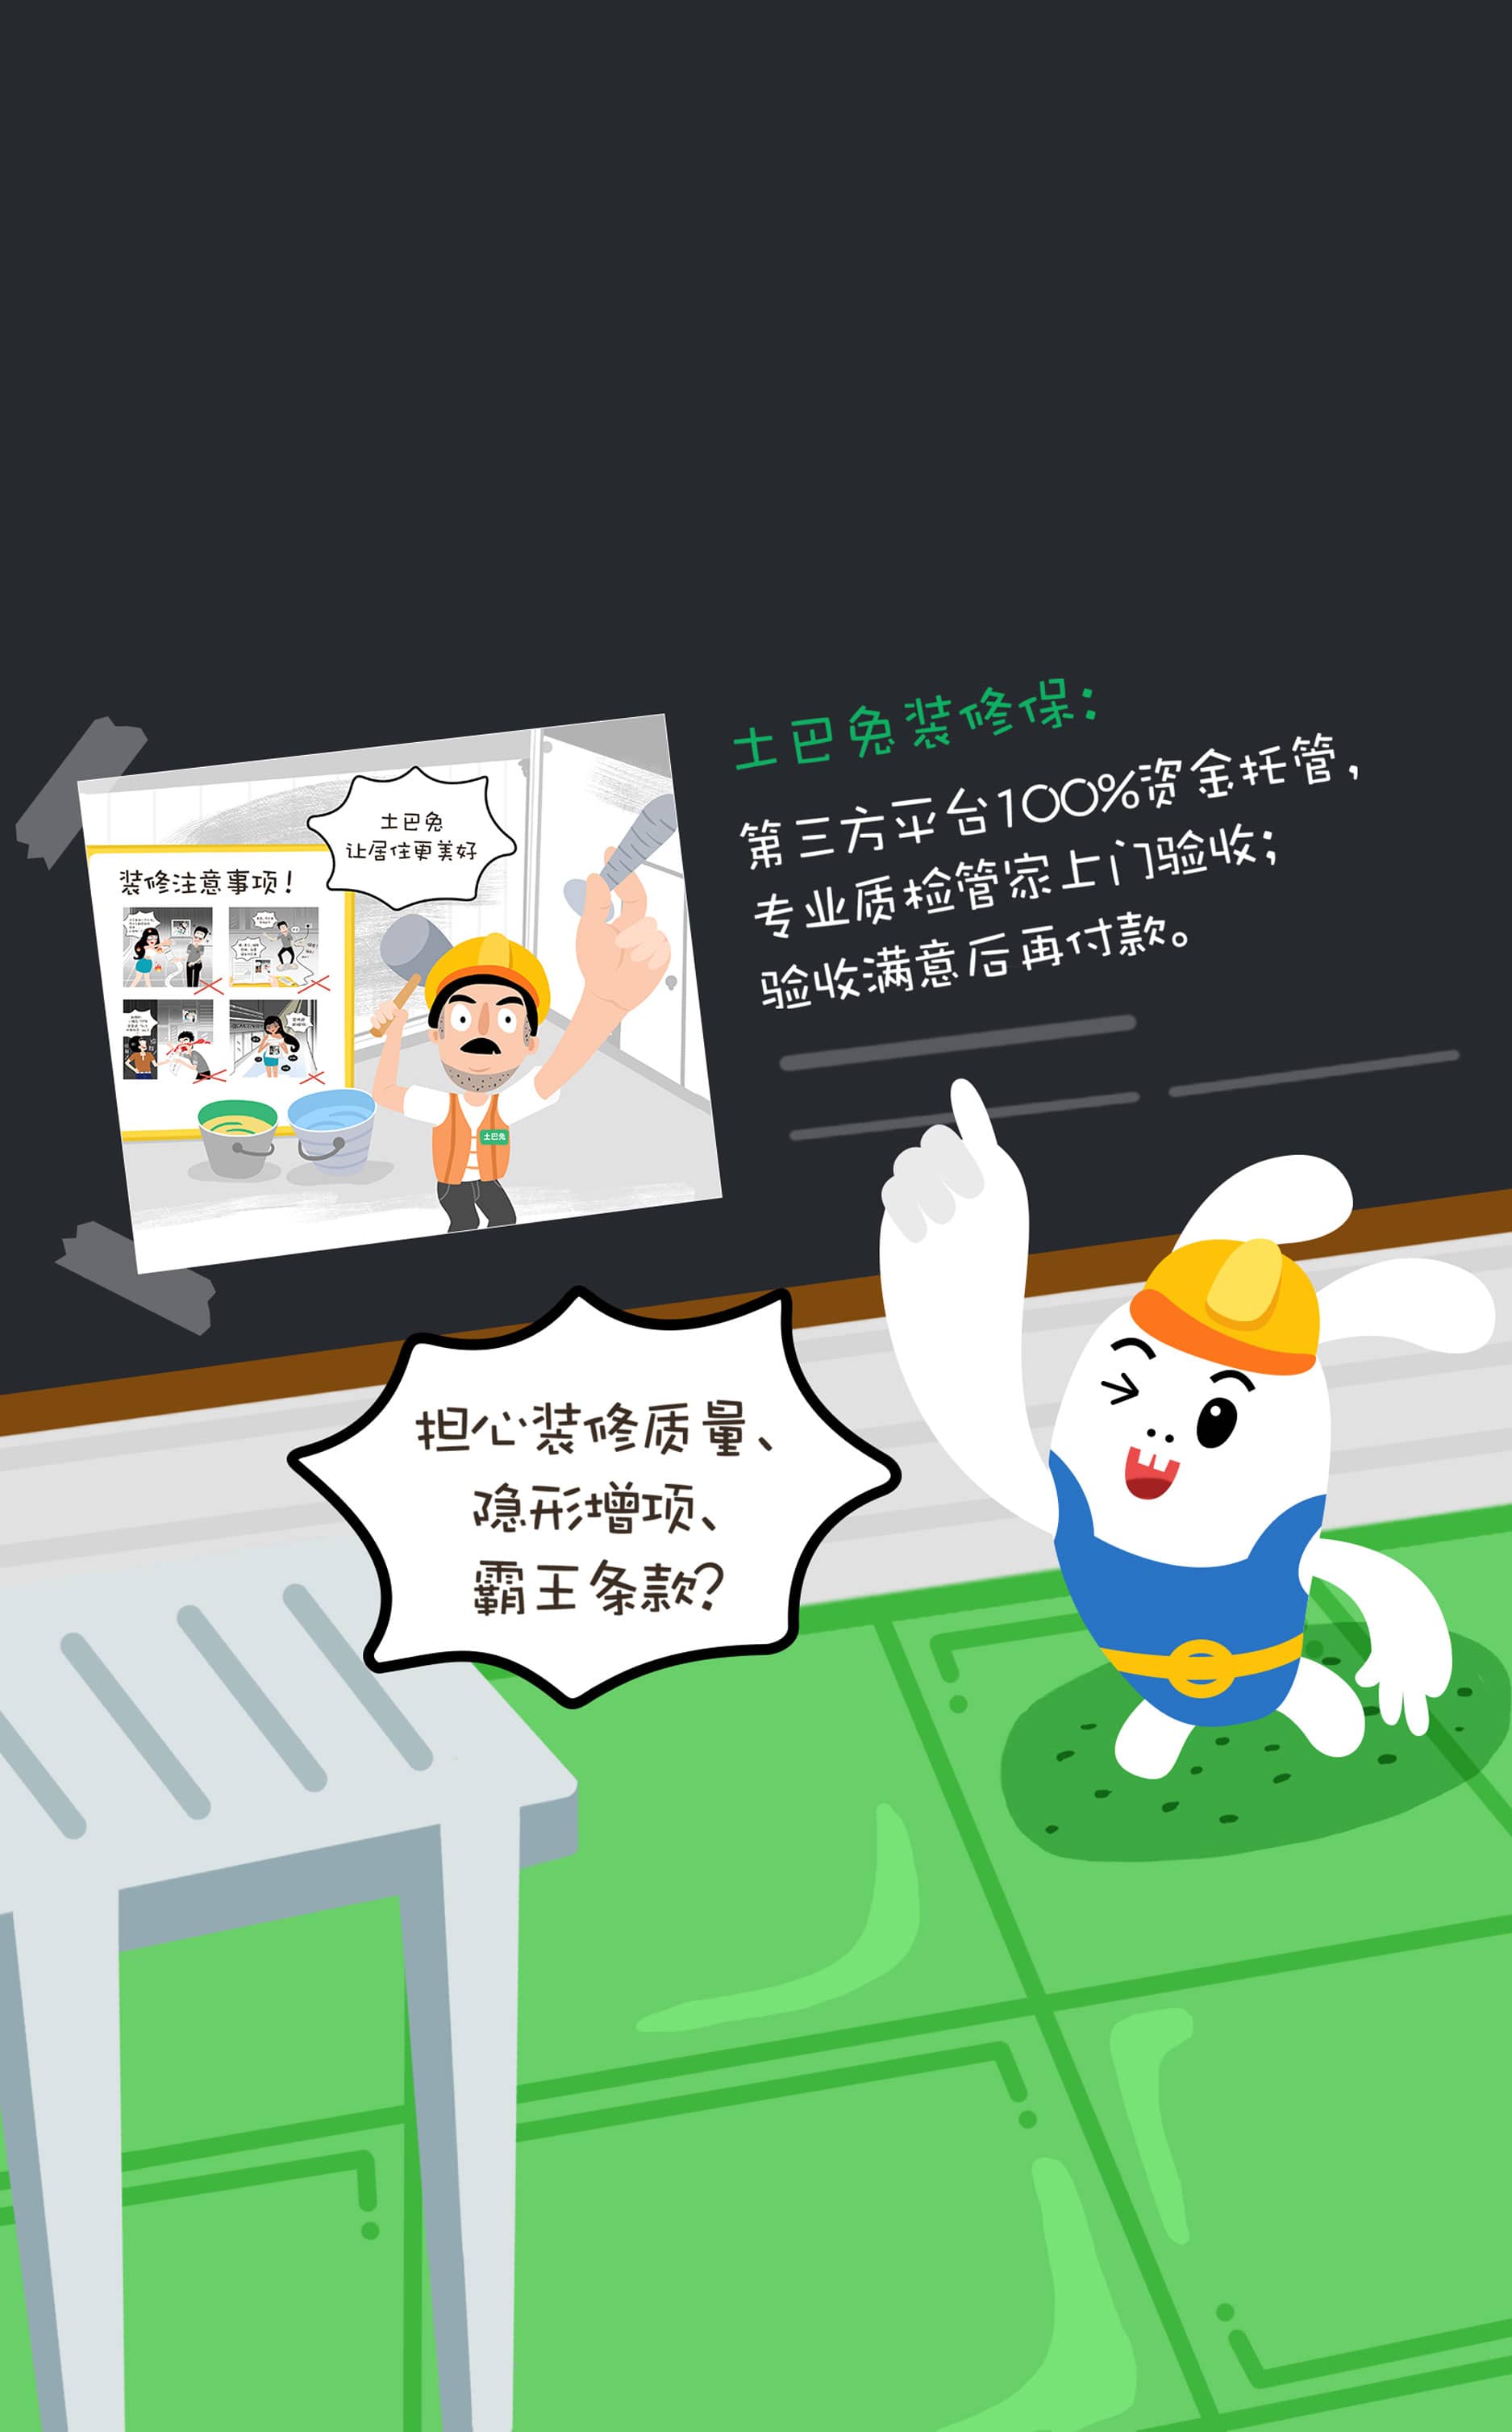 土巴兔装修保:
第三方平台100%资金托管,
专业质检管家上门验收;
验收满意后再付款。
土巴兔
让居住更美好
装修注意事项!
土巴兔
担心装修质量、
隐形增项、
霸王条款?